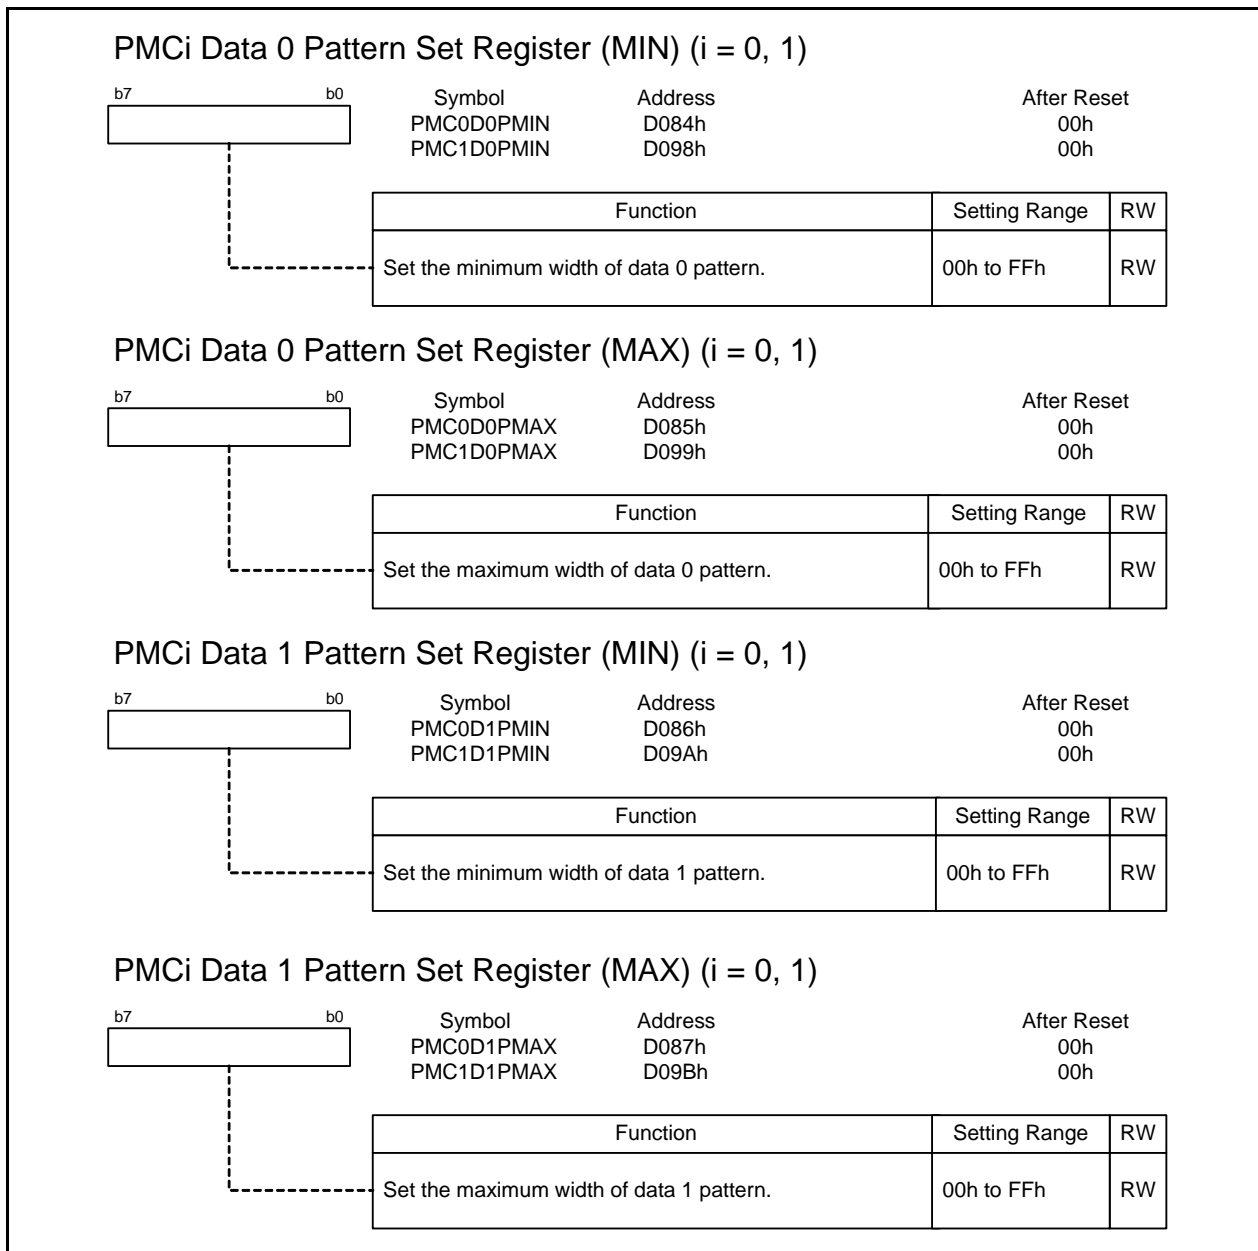 PMCi Data 0 Pattern Set Register (MIN) (i = 0, 1)
b7 b0 Symbol Address After Reset
PMC0D0PMIN D084h 00h
PMC1D0PMIN D098h 00h
Function Setting Range RW
Set the minimum width of data 0 pattern. 00h to FFh RW
PMCi Data 0 Pattern Set Register (MAX) (i = 0, 1)
b7 b0 Symbol Address After Reset
PMC0D0PMAX D085h 00h
PMC1D0PMAX D099h 00h
Function Setting Range RW
Set the maximum width of data 0 pattern. 00h to FFh RW
PMCi Data 1 Pattern Set Register (MIN) (i = 0, 1)
b7 b0 Symbol Address After Reset
PMC0D1PMIN D086h 00h
PMC1D1PMIN D09Ah 00h
Function Setting Range RW
Set the minimum width of data 1 pattern. 00h to FFh RW
PMCi Data 1 Pattern Set Register (MAX) (i = 0, 1)
b7 b0 Symbol Address After Reset
PMC0D1PMAX D087h 00h
PMC1D1PMAX D09Bh 00h
Function Setting Range RW
Set the maximum width of data 1 pattern. 00h to FFh RW